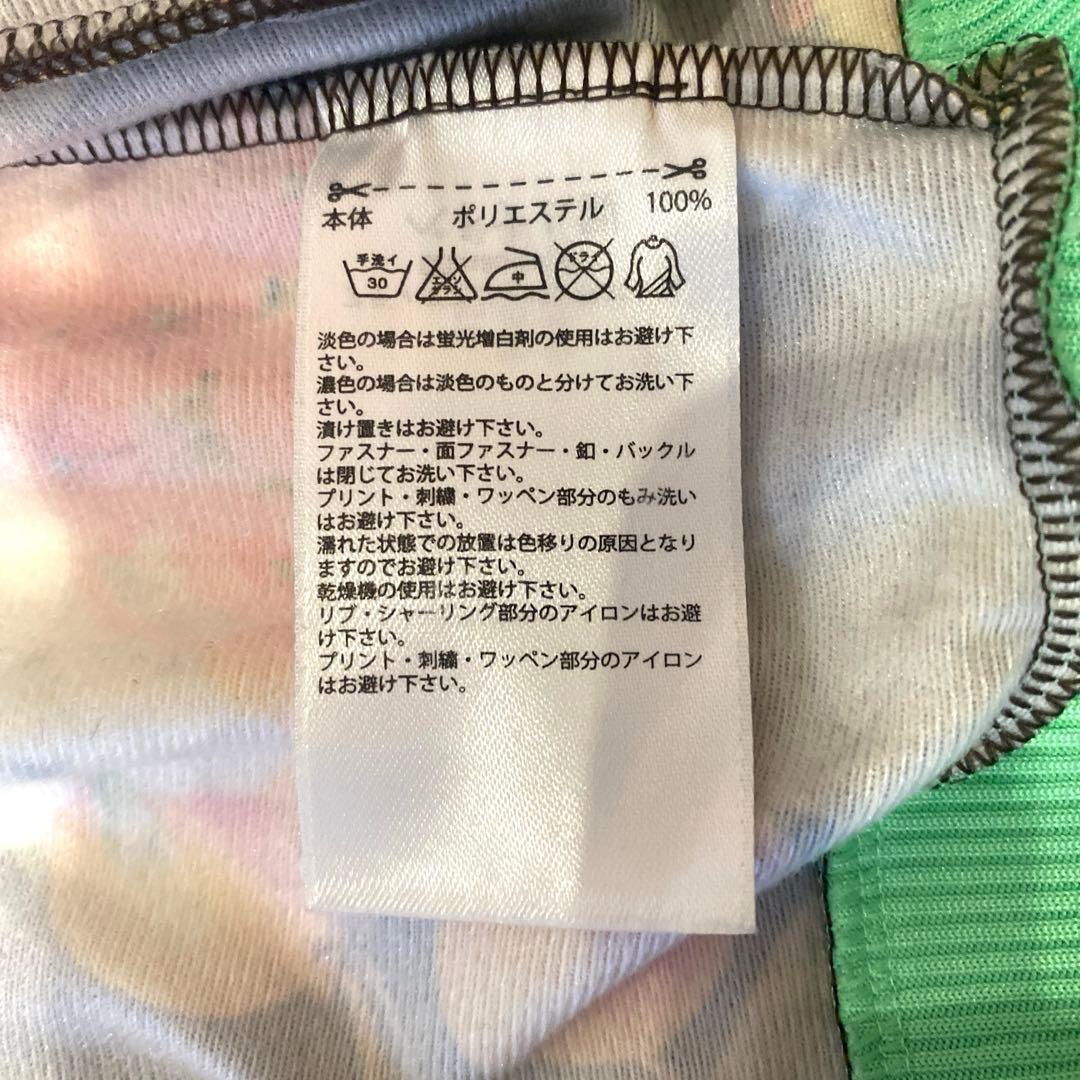 本体 ポリエステル 100%
手洗イ 30 エンソサラシ 中 ドライ
淡色の場合は蛍光増白剤の使用はお避け下
さい。
濃色の場合は淡色のものと分けてお洗い下
さい。
漬け置きはお避け下さい。
ファスナー・面ファスナー・釦・バックル
は閉じてお洗い下さい。
プリント・刺繍・ワッペン部分のもみ洗い
はお避け下さい。
濡れた状態での放置は色移りの原因となり
ますのでお避け下さい。
乾燥機の使用はお避け下さい。
リブ・シャーリング部分のアイロンはお避
け下さい。
プリント・刺繍・ワッペン部分のアイロン
はお避け下さい。